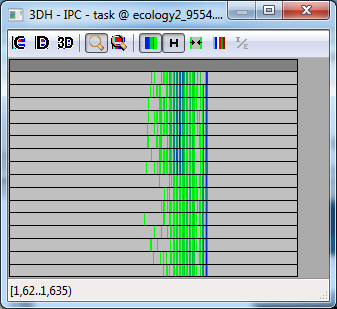 3DH - IPC - task @ ecology2_9554....
3D
H
I/E
[1,62..1,635)